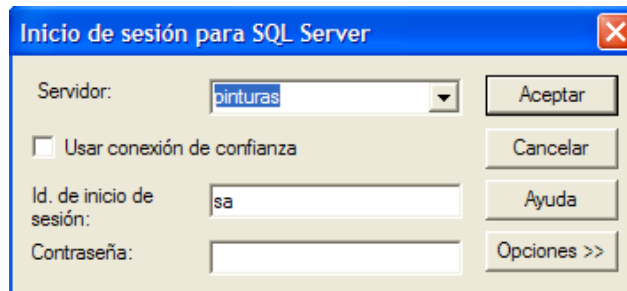 Inicio de sesión para SQL Server
Servidor:
pinturas
Aceptar
Usar conexión de confianza
Cancelar
Id. de inicio de
sesión:
sa
Ayuda
Contraseña:
Opciones >>